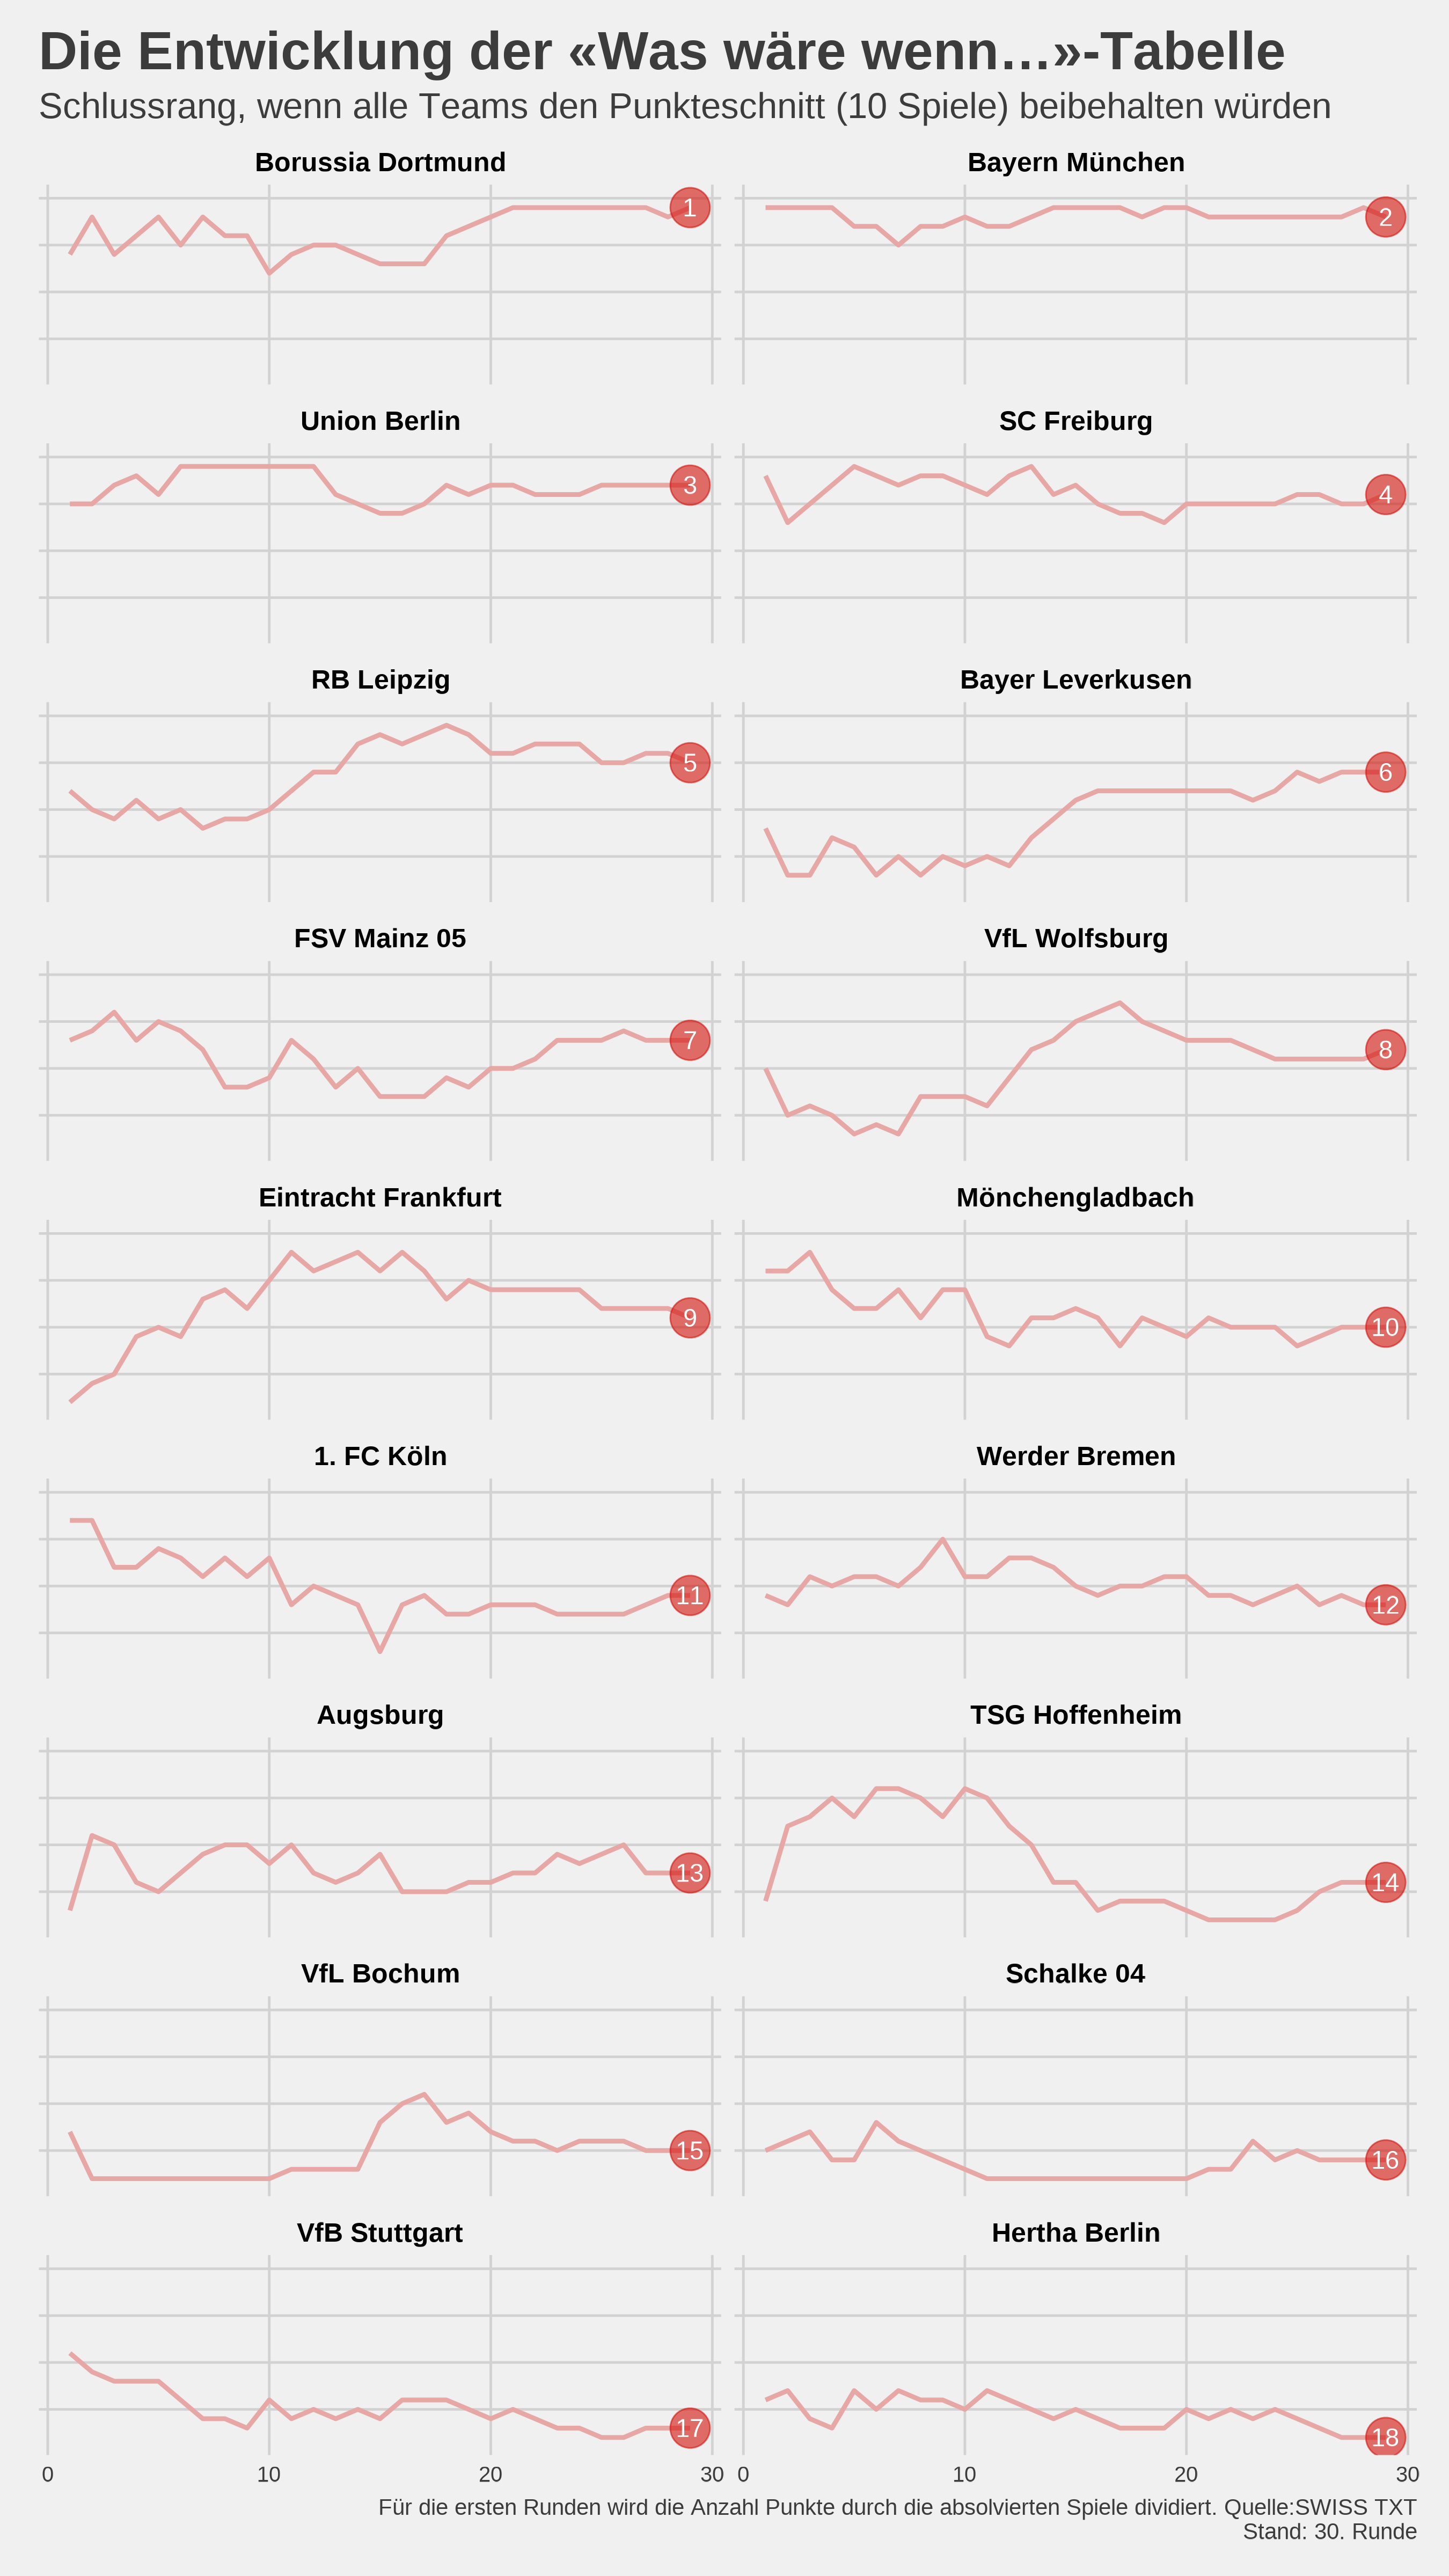 Die Entwicklung der «Was wäre wenn…»-Tabelle
Schlussrang, wenn alle Teams den Punkteschnitt (10 Spiele) beibehalten würden
Borussia Dortmund
Bayern München
1
2
Union Berlin
SC Freiburg
3
4
RB Leipzig
Bayer Leverkusen
5
6
FSV Mainz 05
VfL Wolfsburg
7
8
Eintracht Frankfurt
Mönchengladbach
9
10
1. FC Köln
Werder Bremen
11
12
Augsburg
TSG Hoffenheim
13
14
VfL Bochum
Schalke 04
15
16
VfB Stuttgart
Hertha Berlin
17
18
0 10 20 30 0 10 20 30
Für die ersten Runden wird die Anzahl Punkte durch die absolvierten Spiele dividiert. Quelle:SWISS TXT
Stand: 30. Runde